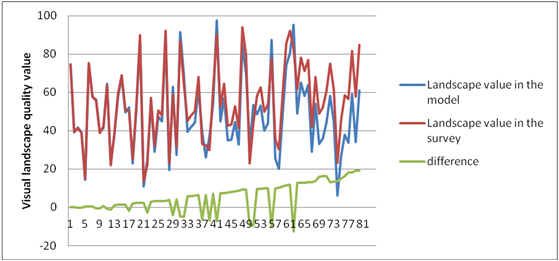 Visual landscape quality value
100
80
60
40
20
0
-20
1 5 9 13 17 21 25 29 33 37 41 45 49 53 57 61 65 69 73 77 81
Landscape value in the
model
Landscape value in the
survey
difference